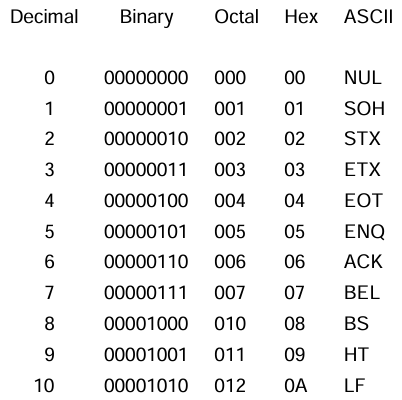 Decimal Binary Octal Hex ASCII
0 00000000 000 00 NUL
1 00000001 001 01 SOH
2 00000010 002 02 STX
3 00000011 003 03 ETX
4 00000100 004 04 EOT
5 00000101 005 05 ENQ
6 00000110 006 06 ACK
7 00000111 007 07 BEL
8 00001000 010 08 BS
9 00001001 011 09 HT
10 00001010 012 0A LF